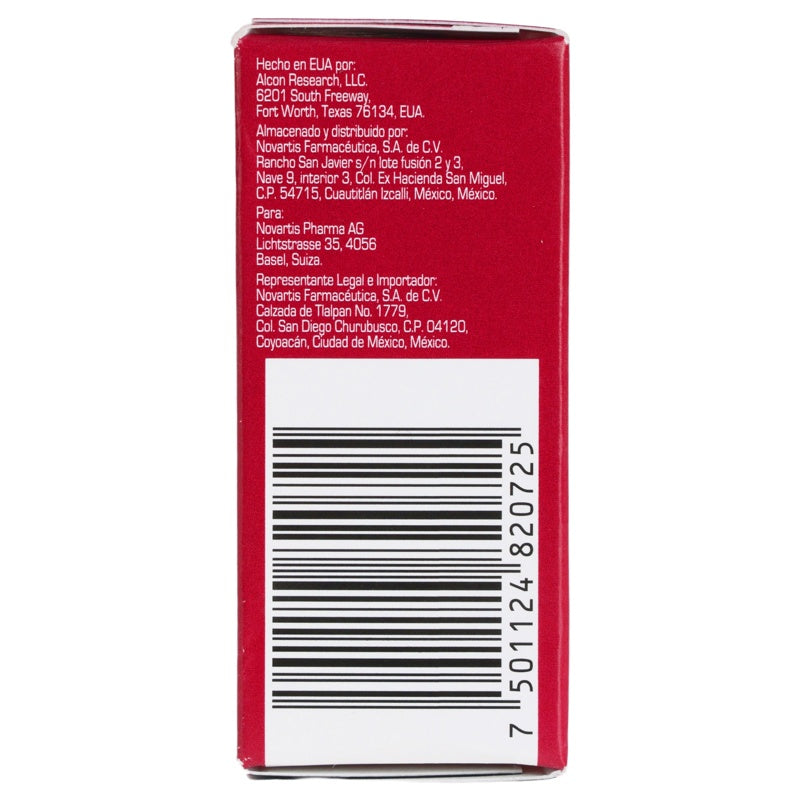 Hecho en EUA por:
Alcon Research, LLC.
6201 South Freeway,
Fort Worth, Texas 76134, EUA.
Almacenado y distribuido por:
Novartis Farmacéutica, S.A. de C.V.
Rancho San Javier s/n lote fusión 2 y 3,
Nave 9, interior 3, Col. Ex Hacienda San Miguel,
C.P. 54715, Cuautitlán Izcalli, México, México.
Para:
Novartis Pharma AG
Lichtstrasse 35, 4056
Basel, Suiza.
Representante Legal e Importador:
Novartis Farmacéutica, S.A. de C.V.
Calzada de Tlalpan No. 1779,
Col. San Diego Churubusco, C.P. 04120,
Coyoacán, Ciudad de México, México.
7 501124 820725